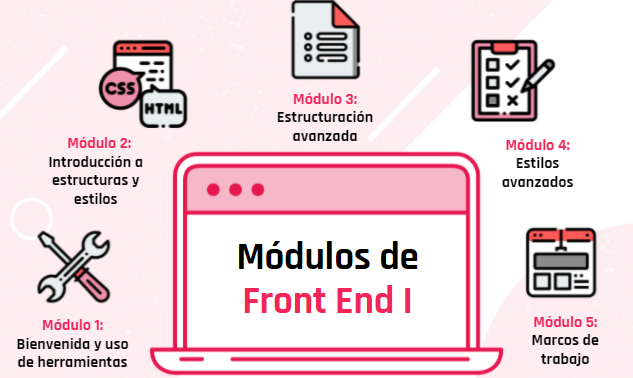 CSS
HTML
Módulo 3:
Estructuración
avanzada
Módulo 2:
Introducción a
estructuras y
estilos
Módulo 4:
Estilos
avanzados
Módulos de
Front End I
Módulo 1:
Bienvenida y uso
de herramientas
Módulo 5:
Marcos de
trabajo